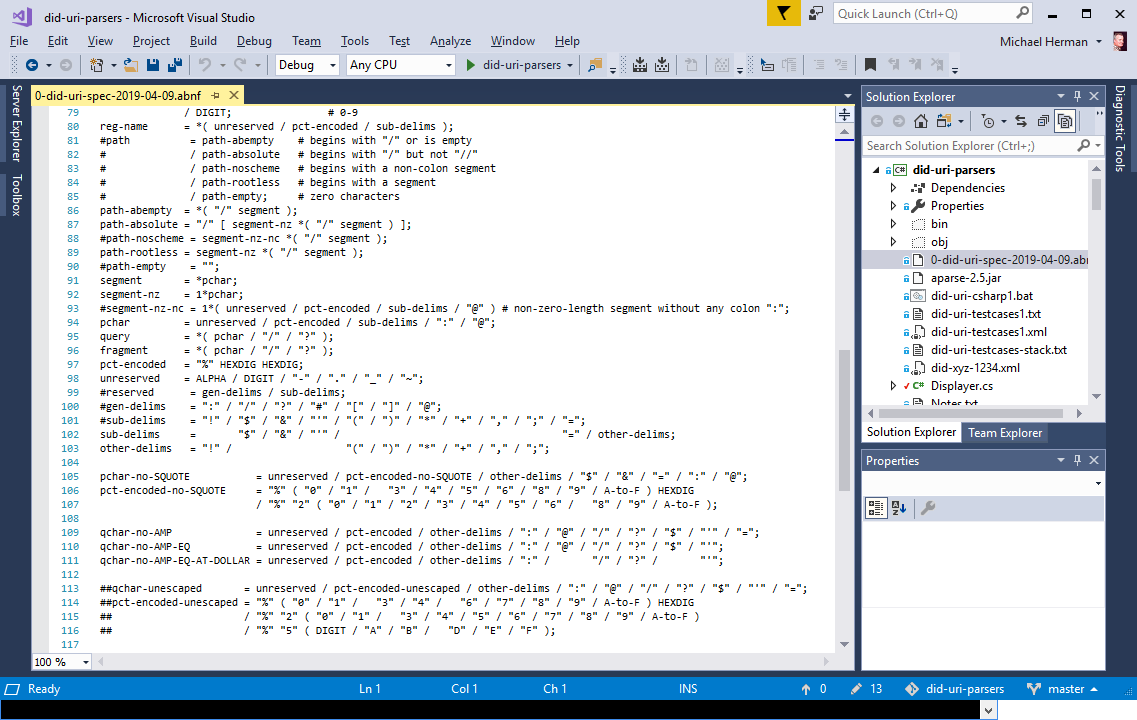 did-uri-parsers - Microsoft Visual Studio
Quick Launch (Ctrl+Q)
File Edit View Project Build Debug Team Tools Test Analyze Window Help
Michael Herman
Debug Any CPU did-uri-parsers
Server Explorer
Toolbox
0-did-uri-spec-2019-04-09.abnf
79 / DIGIT; # 0-9
80 reg-name = *( unreserved / pct-encoded / sub-delims );
81 #path = path-abempty # begins with "/" or is empty
82 # / path-absolute # begins with "/" but not "//"
83 # / path-noscheme # begins with a non-colon segment
84 # / path-rootless # begins with a segment
85 # / path-empty; # zero characters
86 path-abempty = *( "/" segment );
87 path-absolute = "/" [ segment-nz *( "/" segment ) ];
88 #path-noscheme = segment-nz-nc *( "/" segment );
89 path-rootless = segment-nz *( "/" segment );
90 #path-empty = "";
91 segment = *pchar;
92 segment-nz = 1*pchar;
93 #segment-nz-nc = 1*( unreserved / pct-encoded / sub-delims / "@" ) # non-zero-length segment without any colon ":";
94 pchar = unreserved / pct-encoded / sub-delims / ":" / "@";
95 query = *( pchar / "/" / "?" );
96 fragment = *( pchar / "/" / "?" );
97 pct-encoded = "%" HEXDIG HEXDIG;
98 unreserved = ALPHA / DIGIT / "-" / "." / "_" / "~";
99 #reserved = gen-delims / sub-delims;
100 #gen-delims = ":" / "/" / "?" / "#" / "[" / "]" / "@";
101 #sub-delims = "!" / "$" / "&" / "'" / "(" / ")" / "*" / "+" / "," / ";" / "=";
102 sub-delims = "$" / "&" / "'" / "=" / other-delims;
103 other-delims = "!" / "(" / ")" / "*" / "+" / "," / ";";
104
105 pchar-no-SQUOTE = unreserved / pct-encoded-no-SQUOTE / other-delims / "$" / "&" / "=" / ":" / "@";
106 pct-encoded-no-SQUOTE = "%" ( "0" / "1" / "3" / "4" / "5" / "6" / "7" / "8" / "9" / A-to-F ) HEXDIG
107 / "%" "2" ( "0" / "1" / "2" / "3" / "4" / "5" / "6" / "8" / "9" / A-to-F );
108
109 qchar-no-AMP = unreserved / pct-encoded / other-delims / ":" / "@" / "/" / "?" / "$" / "'" / "=";
110 qchar-no-AMP-EQ = unreserved / pct-encoded / other-delims / ":" / "@" / "/" / "?" / "$" / "'";
111 qchar-no-AMP-EQ-AT-DOLLAR = unreserved / pct-encoded / other-delims / ":" / "/" / "?" / "'";
112
113 ##qchar-unescaped = unreserved / pct-encoded-unescaped / other-delims / ":" / "@" / "/" / "?" / "$" / "'" / "=";
114 ##pct-encoded-unescaped = "%" ( "0" / "1" / "3" / "4" / "6" / "7" / "8" / "9" / A-to-F ) HEXDIG
115 ## / "%" "2" ( "0" / "1" / "3" / "4" / "5" / "6" / "7" / "8" / "9" / A-to-F )
116 ## / "%" "5" ( DIGIT / "A" / "B" / "D" / "E" / "F" );
117
100 %
Solution Explorer
Search Solution Explorer (Ctrl+;)
did-uri-parsers
Dependencies
Properties
bin
obj
0-did-uri-spec-2019-04-09.abn
aparse-2.5.jar
did-uri-csharp1.bat
did-uri-testcases1.txt
did-uri-testcases1.xml
did-uri-testcases-stack.txt
did-xyz-1234.xml
Displayer.cs
Notes.txt
Solution Explorer Team Explorer
Properties
Diagnostic Tools
Ready Ln 1 Col 1 Ch 1 INS 0 13 did-uri-parsers master